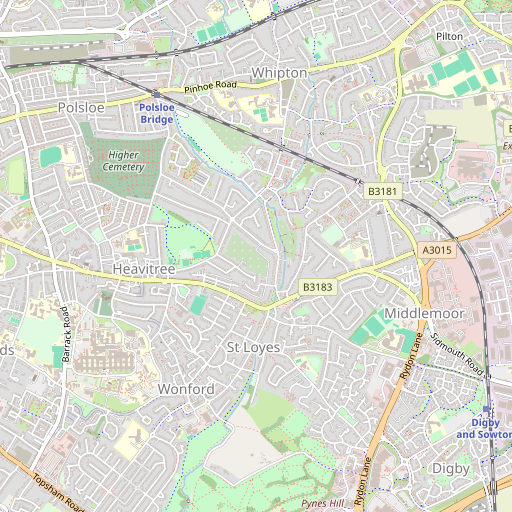 Pilton
Whipton
Pinhoe Road
Polsloe
Polsloe
Bridge
Higher
Cemetery
B3181
A3015
Heavitree
B3183
Middlemoor
Barrack Road
St Loyes
Rydon Lane
Sidmouth Road
Wonford
Digby
and Sowton
Digby
Rydon Lane
Topsham Road
Pynes Hill